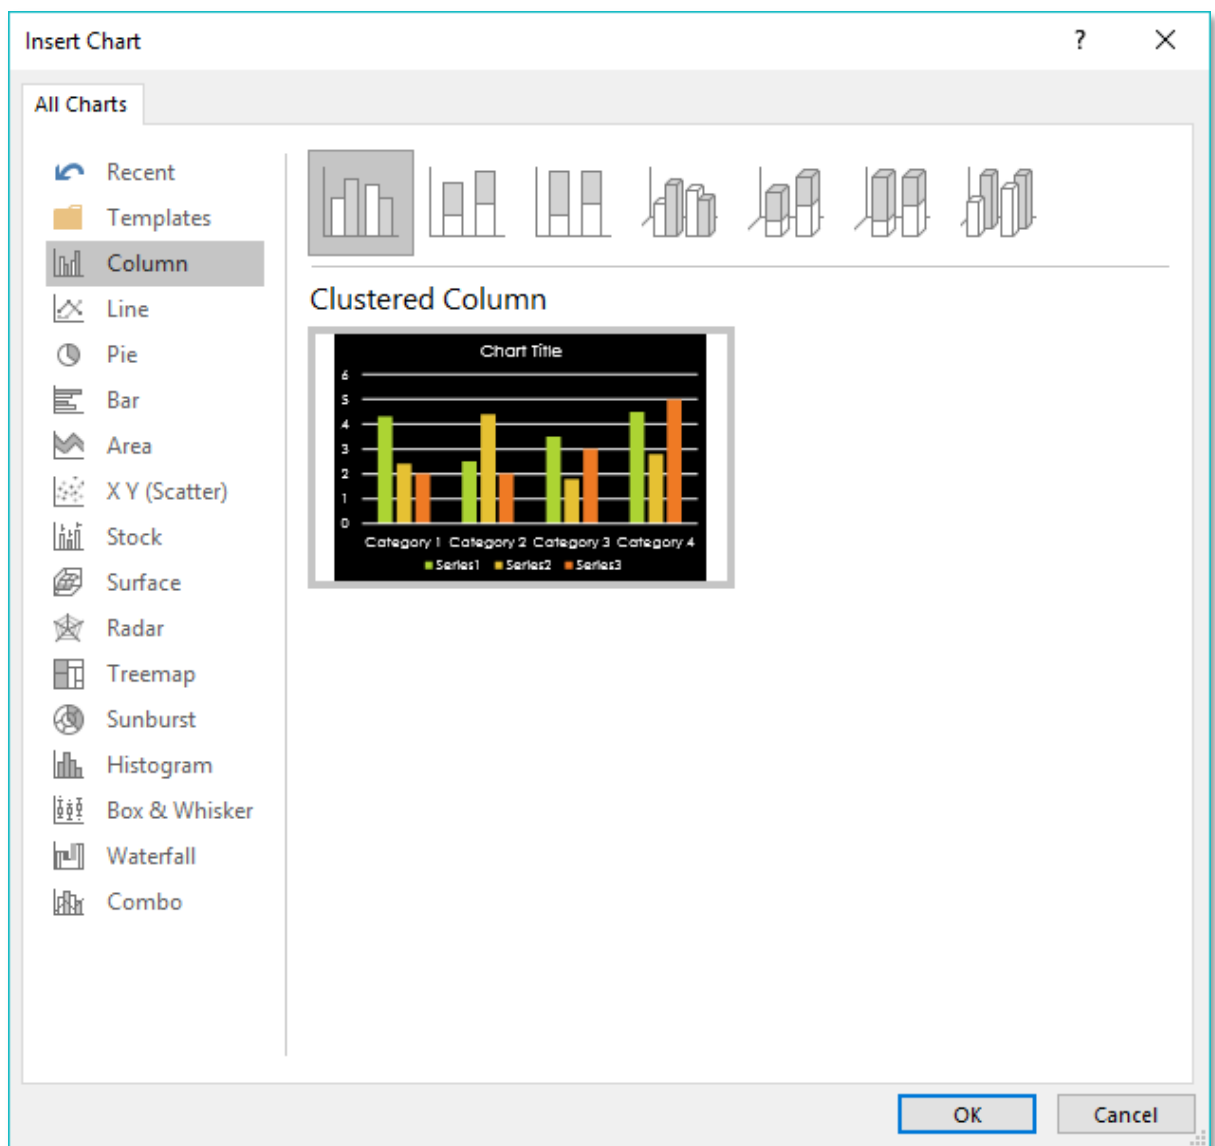 Insert Chart
?
All Charts
Recent
Templates
Column
Line
Pie
Bar
Area
X Y (Scatter)
Stock
Surface
Radar
Treemap
Sunburst
Histogram
Box & Whisker
Waterfall
Combo
Clustered Column
Chart Title
6
5
4
3
2
1
0
Category 1 Category 2 Category 3 Category 4
Series1 Series2 Series3
OK Cancel